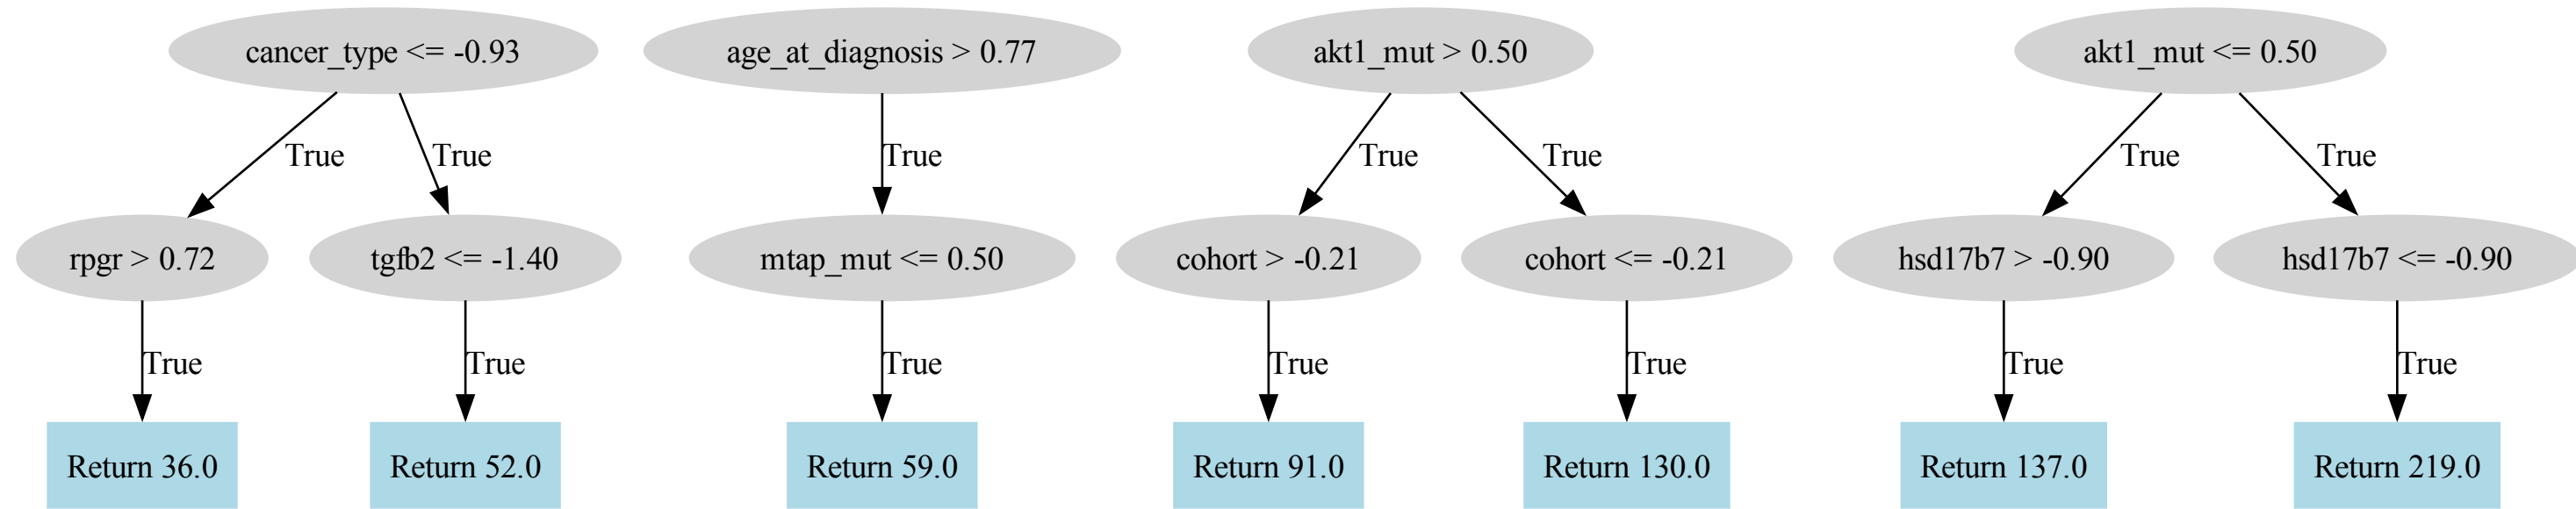 cancer_type <= -0.93
age_at_diagnosis > 0.77
akt1_mut > 0.50
akt1_mut <= 0.50
True
True
True
True
True
True
True
rpgr > 0.72
tgfb2 <= -1.40
mtap_mut <= 0.50
cohort > -0.21
cohort <= -0.21
hsd17b7 > -0.90
hsd17b7 <= -0.90
True
True
True
True
True
True
True
Return 36.0
Return 52.0
Return 59.0
Return 91.0
Return 130.0
Return 137.0
Return 219.0